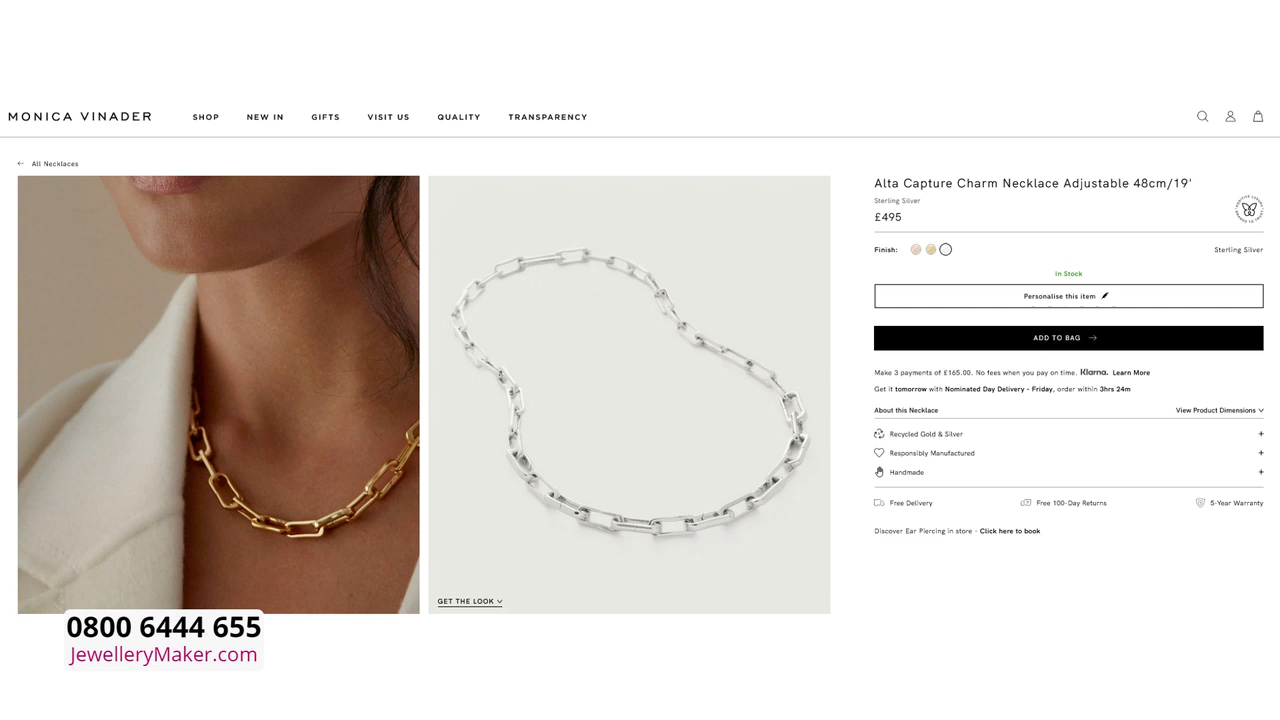 MONICA VINADER
SHOP NEW IN GIFTS VISIT US QUALITY TRANSPARENCY
← All Necklaces
Alta Capture Charm Necklace Adjustable 48cm/19'
Sterling Silver
£495
Finish: Sterling Silver
In Stock
Personalise this item
ADD TO BAG →
Make 3 payments of £165.00. No fees when you pay on time. Klarna. Learn More
Get it tomorrow with Nominated Day Delivery - Friday, order within 3hrs 24m
About this Necklace View Product Dimensions
Recycled Gold & Silver +
Responsibly Manufactured +
Handmade +
Free Delivery Free 100-Day Returns 5-Year Warranty
Discover Ear Piercing in store - Click here to book
GET THE LOOK
0800 6444 655
JewelleryMaker.com